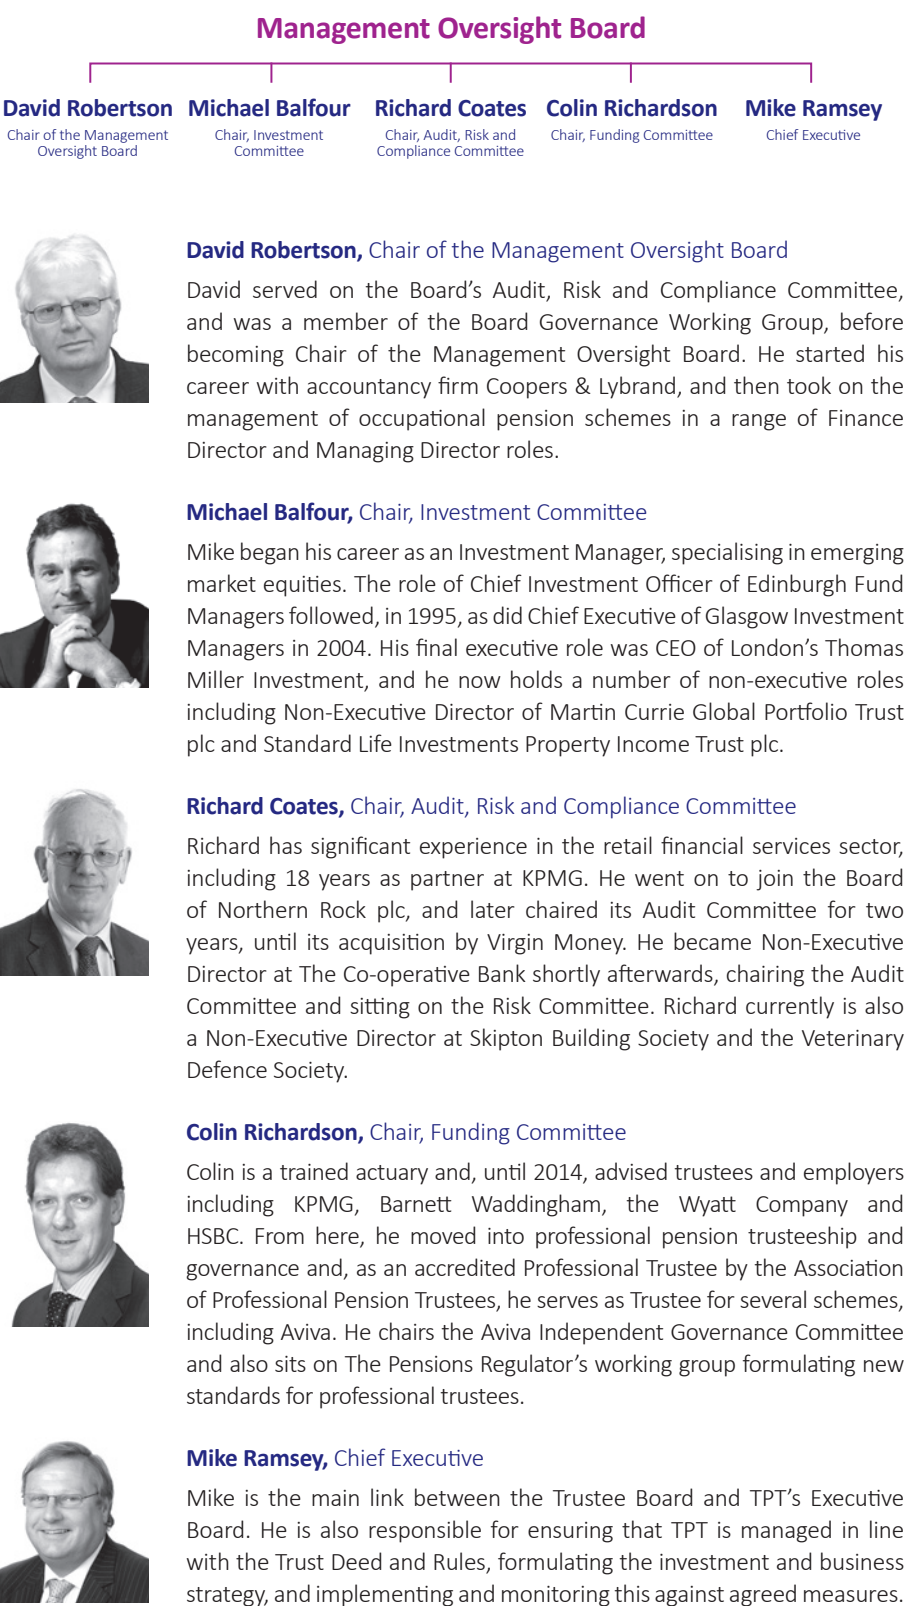 Management Oversight Board
David Robertson Michael Balfour Richard Coates Colin Richardson Mike Ramsey
Chair of the Management Chair, Investment Chair, Audit, Risk and Chair, Funding Committee Chief Executive
Oversight Board Committee Compliance Committee
David Robertson, Chair of the Management Oversight Board
David served on the Board’s Audit, Risk and Compliance Committee,
and was a member of the Board Governance Working Group, before
becoming Chair of the Management Oversight Board. He started his
career with accountancy firm Coopers & Lybrand, and then took on the
management of occupational pension schemes in a range of Finance
Director and Managing Director roles.
Michael Balfour, Chair, Investment Committee
Mike began his career as an Investment Manager, specialising in emerging
market equities. The role of Chief Investment Officer of Edinburgh Fund
Managers followed, in 1995, as did Chief Executive of Glasgow Investment
Managers in 2004. His final executive role was CEO of London’s Thomas
Miller Investment, and he now holds a number of non-executive roles
including Non-Executive Director of Martin Currie Global Portfolio Trust
plc and Standard Life Investments Property Income Trust plc.
Richard Coates, Chair, Audit, Risk and Compliance Committee
Richard has significant experience in the retail financial services sector,
including 18 years as partner at KPMG. He went on to join the Board
of Northern Rock plc, and later chaired its Audit Committee for two
years, until its acquisition by Virgin Money. He became Non-Executive
Director at The Co-operative Bank shortly afterwards, chairing the Audit
Committee and sitting on the Risk Committee. Richard currently is also
a Non-Executive Director at Skipton Building Society and the Veterinary
Defence Society.
Colin Richardson, Chair, Funding Committee
Colin is a trained actuary and, until 2014, advised trustees and employers
including KPMG, Barnett Waddingham, the Wyatt Company and
HSBC. From here, he moved into professional pension trusteeship and
governance and, as an accredited Professional Trustee by the Association
of Professional Pension Trustees, he serves as Trustee for several schemes,
including Aviva. He chairs the Aviva Independent Governance Committee
and also sits on The Pensions Regulator’s working group formulating new
standards for professional trustees.
Mike Ramsey, Chief Executive
Mike is the main link between the Trustee Board and TPT’s Executive
Board. He is also responsible for ensuring that TPT is managed in line
with the Trust Deed and Rules, formulating the investment and business
strategy, and implementing and monitoring this against agreed measures.